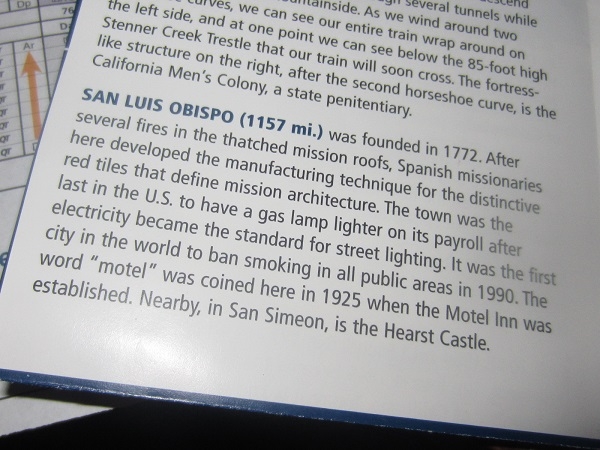 several tunnels while
curves, we can see our entire train wrap around on
the left side, and at one point we can see below the 85-foot high
Stenner Creek Trestle that our train will soon cross. The fortress-
like structure on the right, after the second horseshoe curve, is the
California Men's Colony, a state penitentiary.
SAN LUIS OBISPO (1157 mi.) was founded in 1772. After
several fires in the thatched mission roofs, Spanish missionaries
here developed the manufacturing technique for the distinctive
red tiles that define mission architecture. The town was the
last in the U.S. to have a gas lamp lighter on its payroll after
electricity became the standard for street lighting. It was the first
city in the world to ban smoking in all public areas in 1990. The
word "motel" was coined here in 1925 when the Motel Inn was
established. Nearby, in San Simeon, is the Hearst Castle.
Dp
Ar